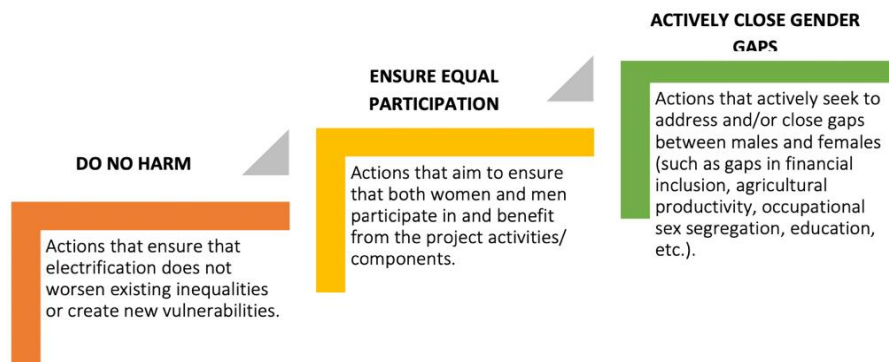 DO NO HARM
Actions that ensure that
electrification does not
worsen existing inequalities
or create new vulnerabilities.
ENSURE EQUAL
PARTICIPATION
Actions that aim to ensure
that both women and men
participate in and benefit
from the project activities/
components.
ACTIVELY CLOSE GENDER
GAPS
Actions that actively seek to
address and/or close gaps
between males and females
(such as gaps in financial
inclusion, agricultural
productivity, occupational
sex segregation, education,
etc.).